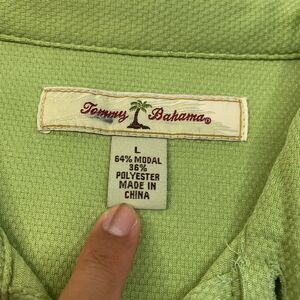 Tommy Bahama®
L
64% MODAL
36%
POLYESTER
MADE IN
CHINA